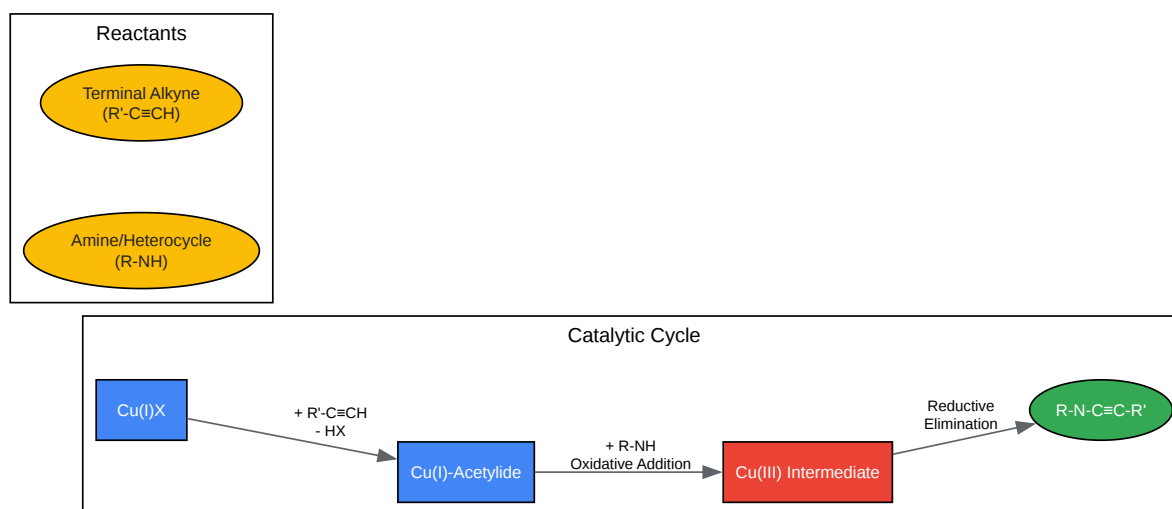 Reactants
Terminal Alkyne
(R'-C≡CH)
Amine/Heterocycle
(R-NH)
Catalytic Cycle
Cu(I)X
+ R'-C≡CH
- HX
Cu(I)-Acetylide
+ R-NH
Oxidative Addition
Cu(III) Intermediate
Reductive
Elimination
R-N-C≡C-R'